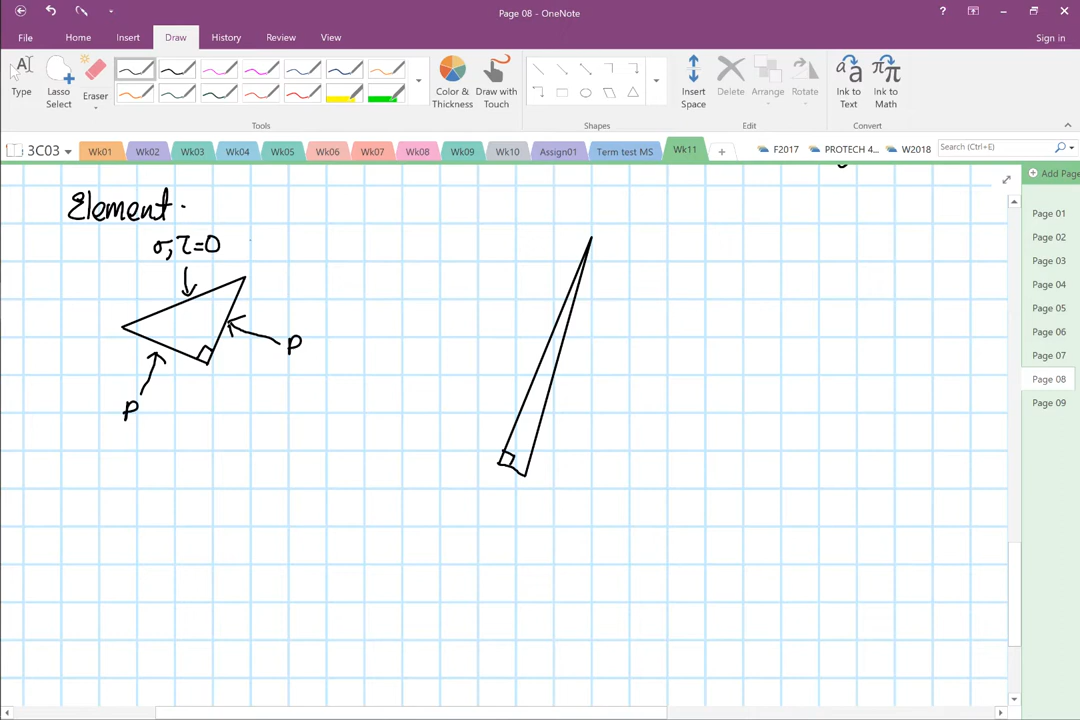 Page 08 - OneNote
?
File Home Insert Draw History Review View Sign in
Type
Lasso Select
Eraser
Color & Thickness
Draw with Touch
Insert Space
Delete
Arrange
Rotate
Ink to Text
Ink to Math
Tools Shapes Edit Convert
3C03 Wk01 Wk02 Wk03 Wk04 Wk05 Wk06 Wk07 Wk08 Wk09 Wk10 Assign01 Term test MS Wk11 F2017 PROTECH 4... W2018 Search (Ctrl+E)
Add Page
Page 01
Page 02
Page 03
Page 04
Page 05
Page 06
Page 07
Page 08
Page 09
Element.
σ, τ=0
P
P